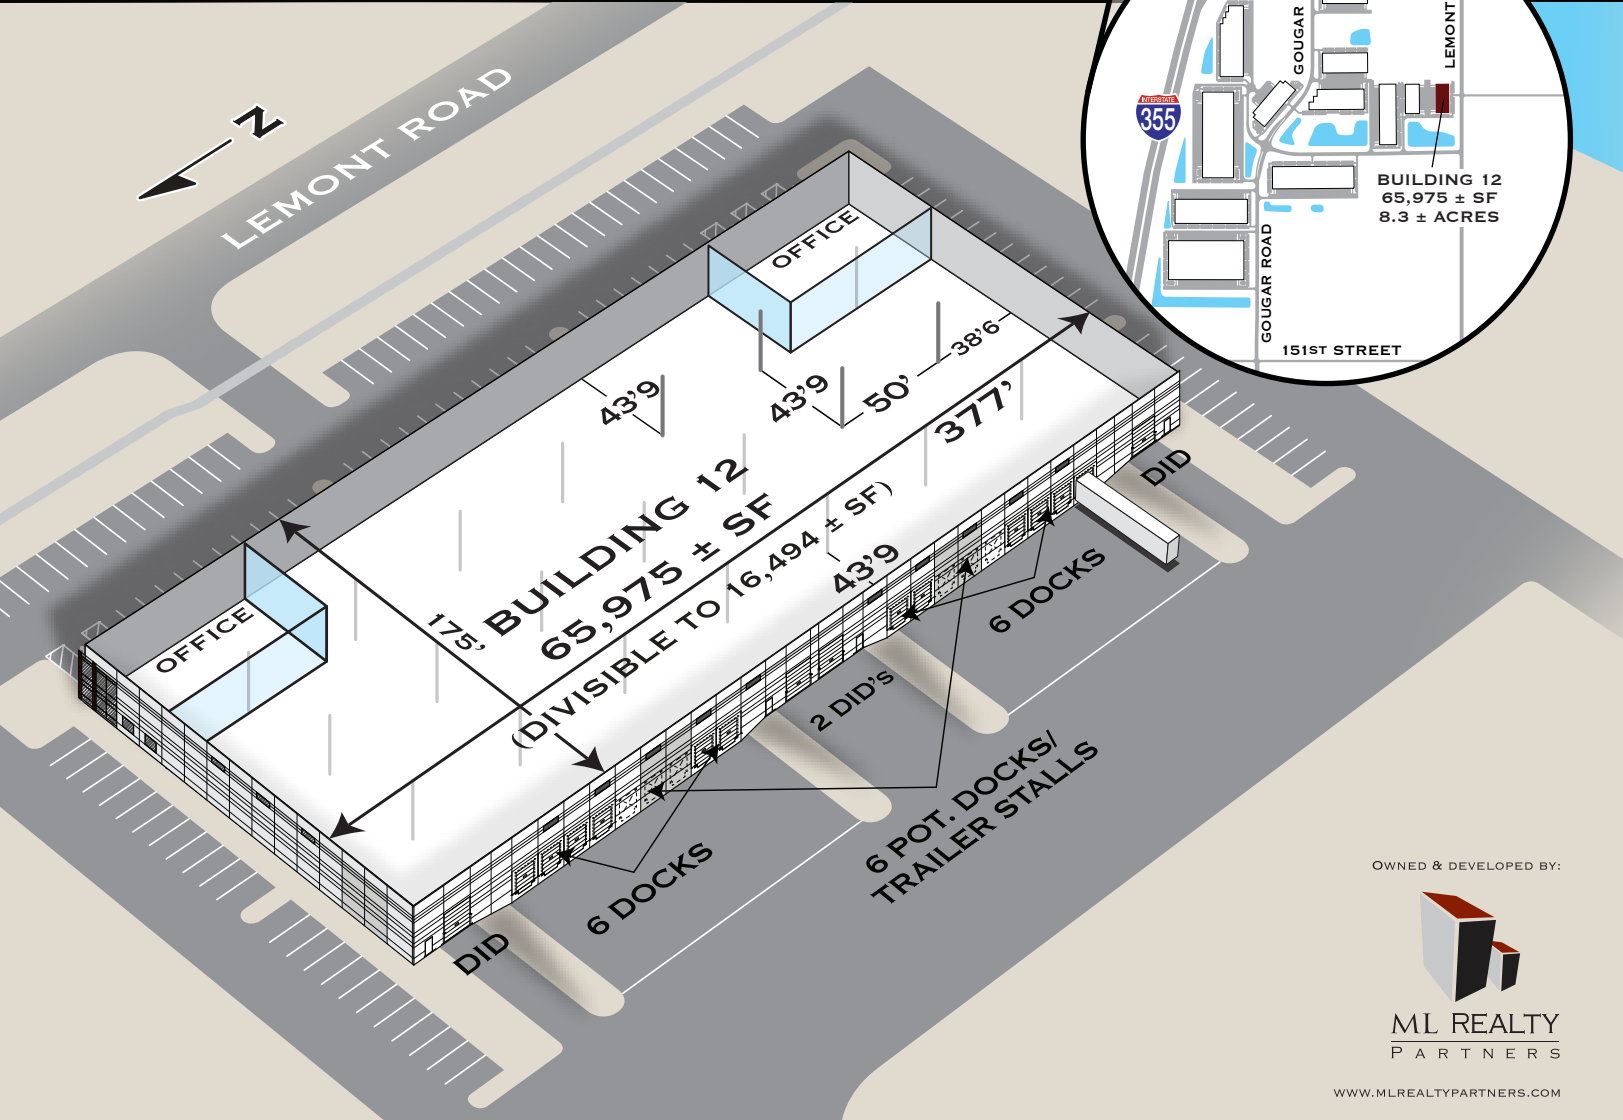 N
LEMONT ROAD
OFFICE
43'9
43'9
50'
38'6
377'
BUILDING 12
65,975 ± SF
(DIVISIBLE TO 16,494 ± SF)
175'
43'9
OFFICE
DID
6 DOCKS
2 DID's
6 POT. DOCKS/
TRAILER STALLS
6 DOCKS
DID
GOUGAR
LEMONT
INTERSTATE
355
BUILDING 12
65,975 ± SF
8.3 ± ACRES
GOUGAR ROAD
151ST STREET
OWNED & DEVELOPED BY:
ML REALTY
PARTNERS
WWW.MLREALTYPARTNERS.COM